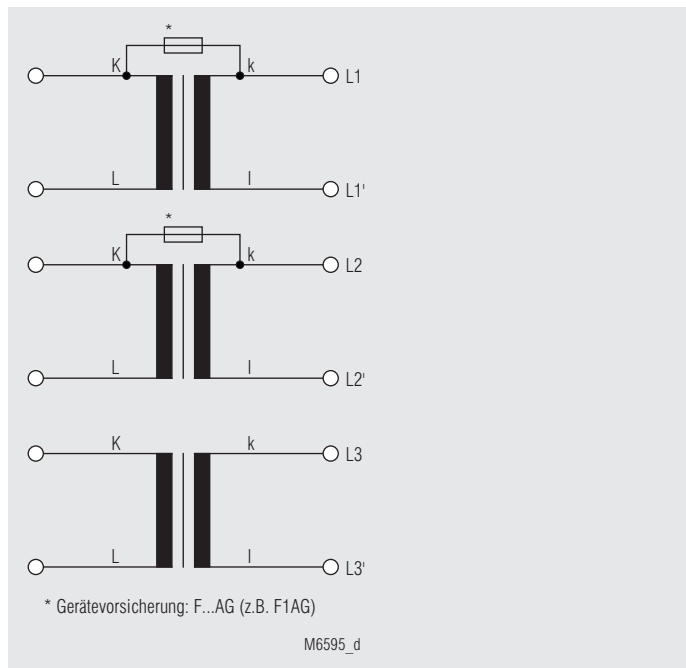 *
K k L1
L l L1'
*
K k L2
L l L2'
K k L3
L l L3'
* Gerätevorsicherung: F...AG (z.B. F1AG)
M6595_d